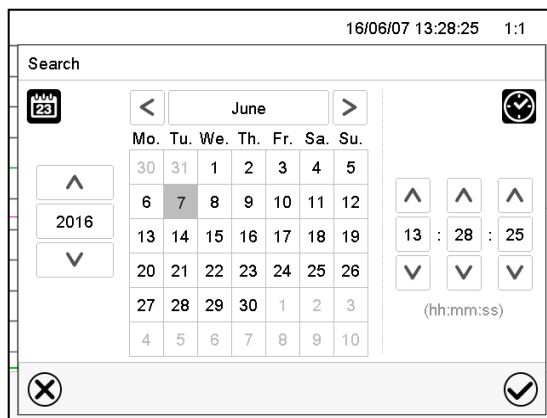 16/06/07 13:28:25 1:1
Search
23
< June >
Mo. Tu. We. Th. Fr. Sa. Su.
30 31 1 2 3 4 5
6 7 8 9 10 11 12
2016
13 14 15 16 17 18 19
13 : 28 : 25
20 21 22 23 24 25 26
27 28 29 30 1 2 3
(hh:mm:ss)
4 5 6 7 8 9 10